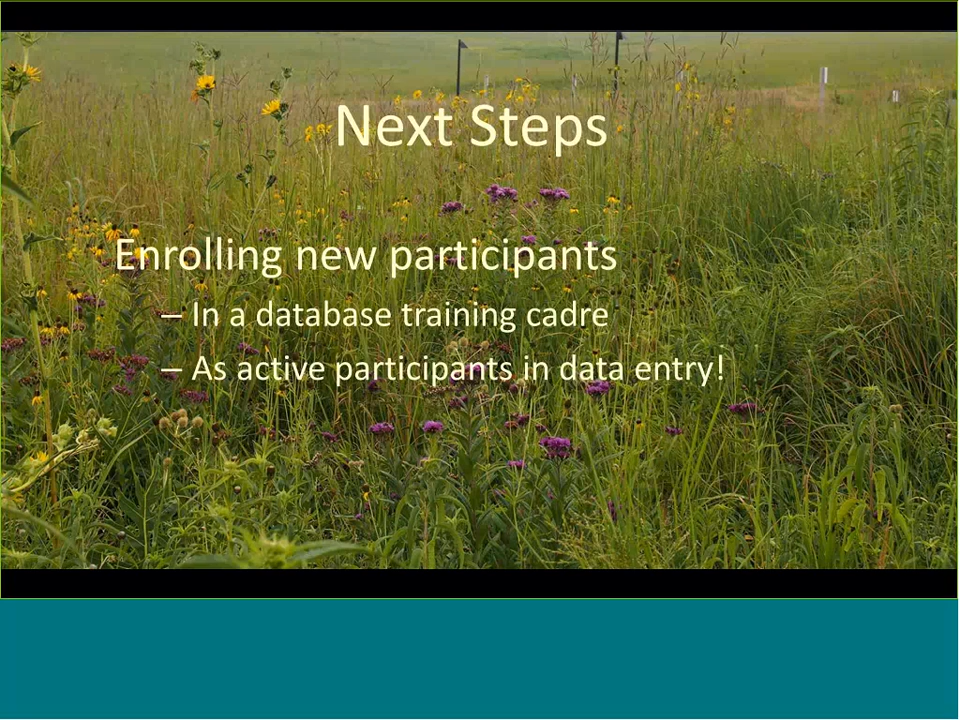 Next Steps
Enrolling new participants
– In a database training cadre
– As active participants in data entry!